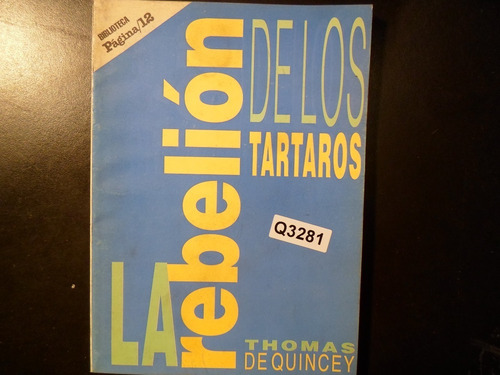 BIBLIOTECA
Página/12
LA
rebelión
DE LOS
TARTAROS
Q3281
THOMAS
DE QUINCEY